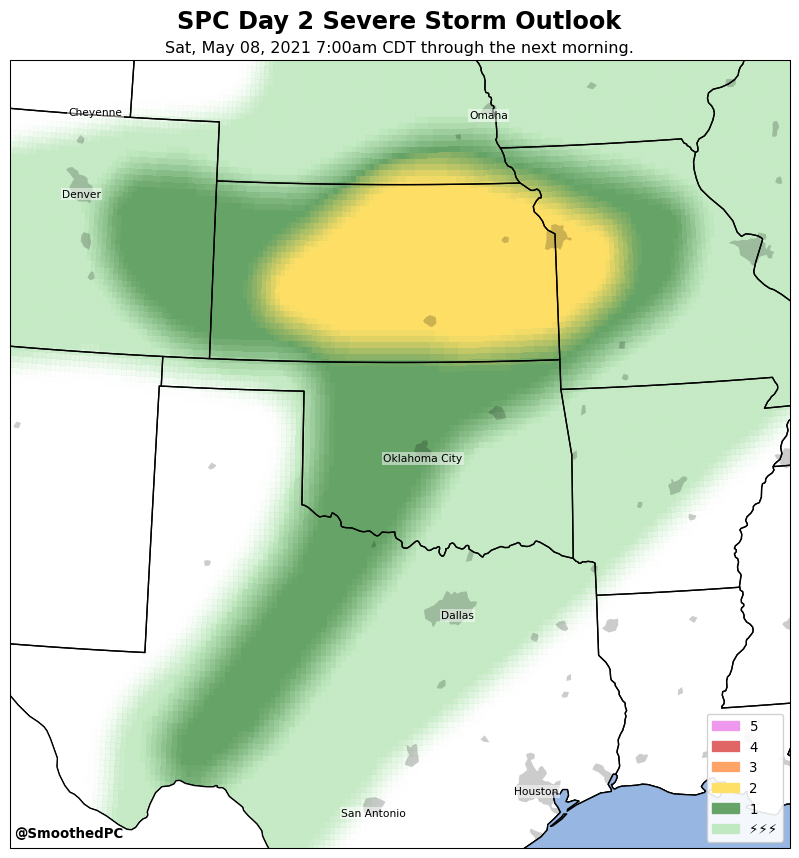 SPC Day 2 Severe Storm Outlook
Sat, May 08, 2021 7:00am CDT through the next morning.
Cheyenne
Omaha
Denver
Oklahoma City
Dallas
Houston
San Antonio
5
4
3
2
1
⚡⚡⚡
@SmoothedPC